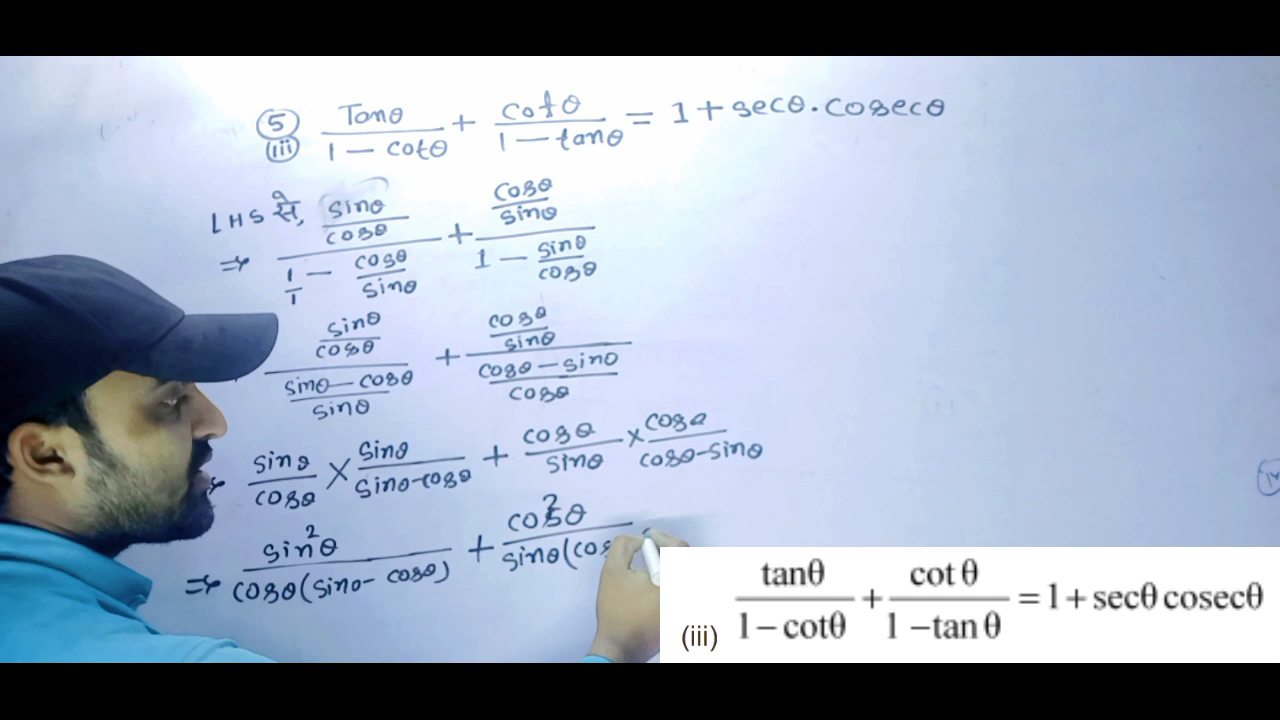 ⑤ (iii) Tanθ/(1 − cotθ) + cotθ/(1 − tanθ) = 1 + secθ.cosecθ
LHS से,
⇒ (sinθ/cosθ)/(1/1 − cosθ/sinθ) + (cosθ/sinθ)/(1 − sinθ/cosθ)
(sinθ/cosθ)/((sinθ − cosθ)/sinθ) + (cosθ/sinθ)/((cosθ − sinθ)/cosθ)
⇒ sinθ/cosθ × sinθ/(sinθ-cosθ) + cosθ/sinθ × cosθ/(cosθ-sinθ)
⇒ sin²θ/(cosθ(sinθ- cosθ)) + cos²θ/(sinθ(cos
(iii) tanθ/(1−cotθ) + cot θ/(1 −tan θ) = 1+ secθ cosecθ